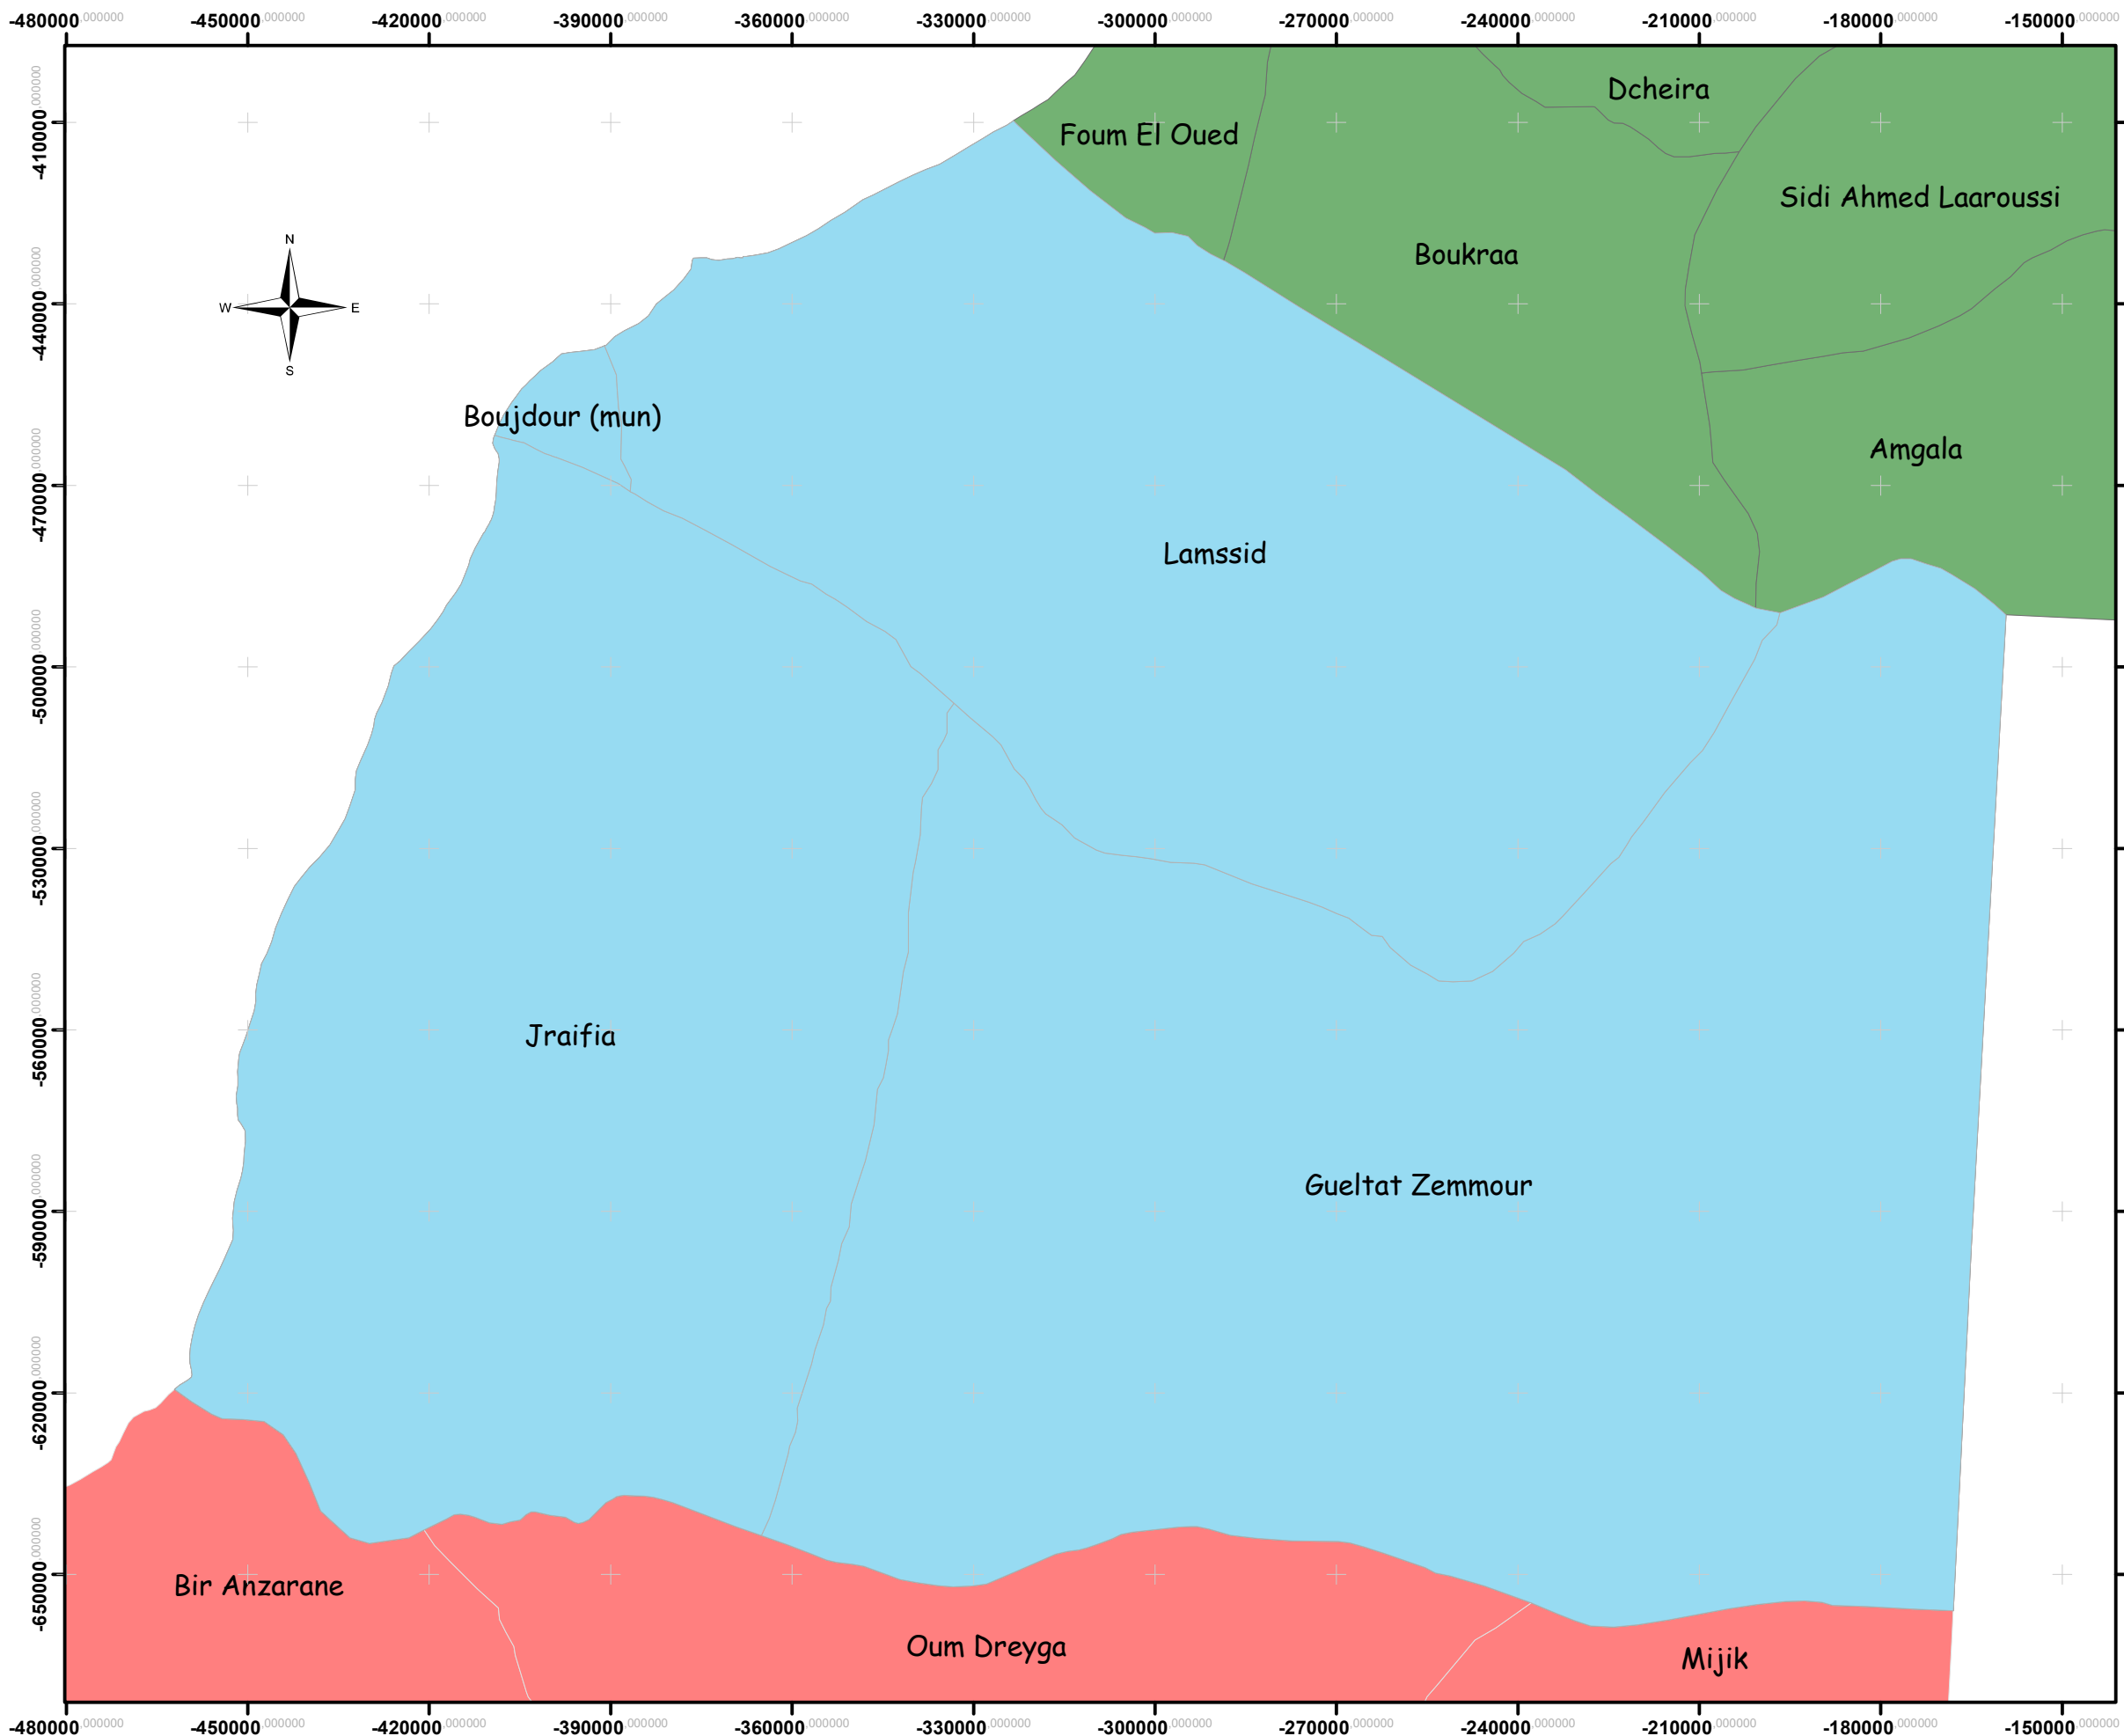 -480000.000000 -450000.000000 -420000.000000 -390000.000000 -360000.000000 -330000.000000 -300000.000000 -270000.000000 -240000.000000 -210000.000000 -180000.000000 -150000.000000
-410000.000000
-440000.000000
-470000.000000
-500000.000000
-530000.000000
-560000.000000
-590000.000000
-620000.000000
-650000.000000
Dcheira
Foum El Oued
Sidi Ahmed Laaroussi
Boukraa
N
W E
S
Boujdour (mun)
Amgala
Lamssid
Jraifia
Gueltat Zemmour
Bir Anzarane
Oum Dreyga
Mijik
-480000.000000 -450000.000000 -420000.000000 -390000.000000 -360000.000000 -330000.000000 -300000.000000 -270000.000000 -240000.000000 -210000.000000 -180000.000000 -150000.000000